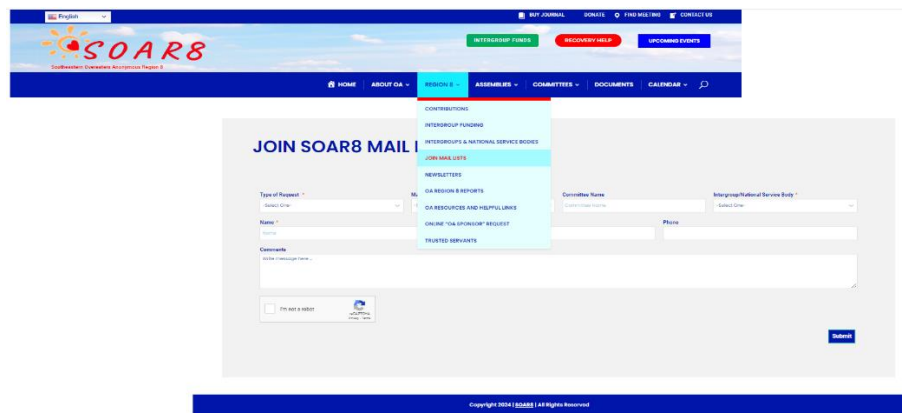 English
BUY JOURNAL DONATE FIND MEETING CONTACT US
SOAR8
Southeastern Overeaters Anonymous Region 8
INTERGROUP FUNDS RECOVERY HELP UPCOMING EVENTS
HOME ABOUT OA REGION 8 ASSEMBLIES COMMITTEES DOCUMENTS CALENDAR
CONTRIBUTIONS
INTERGROUP FUNDING
INTERGROUPS & NATIONAL SERVICE BODIES
JOIN MAIL LISTS
NEWSLETTERS
OA REGION 8 REPORTS
OA RESOURCES AND HELPFUL LINKS
ONLINE "OA SPONSOR" REQUEST
TRUSTED SERVANTS
JOIN SOAR8 MAIL
Type of Request * Committee Name Intergroup/National Service Body *
-Select One- Committee Name -Select One-
Name * Phone
Name
Comments
Write message here ..
I'm not a robot
reCAPTCHA
Privacy - Terms
Submit
Copyright 2024 | SOAR8 | All Rights Reserved